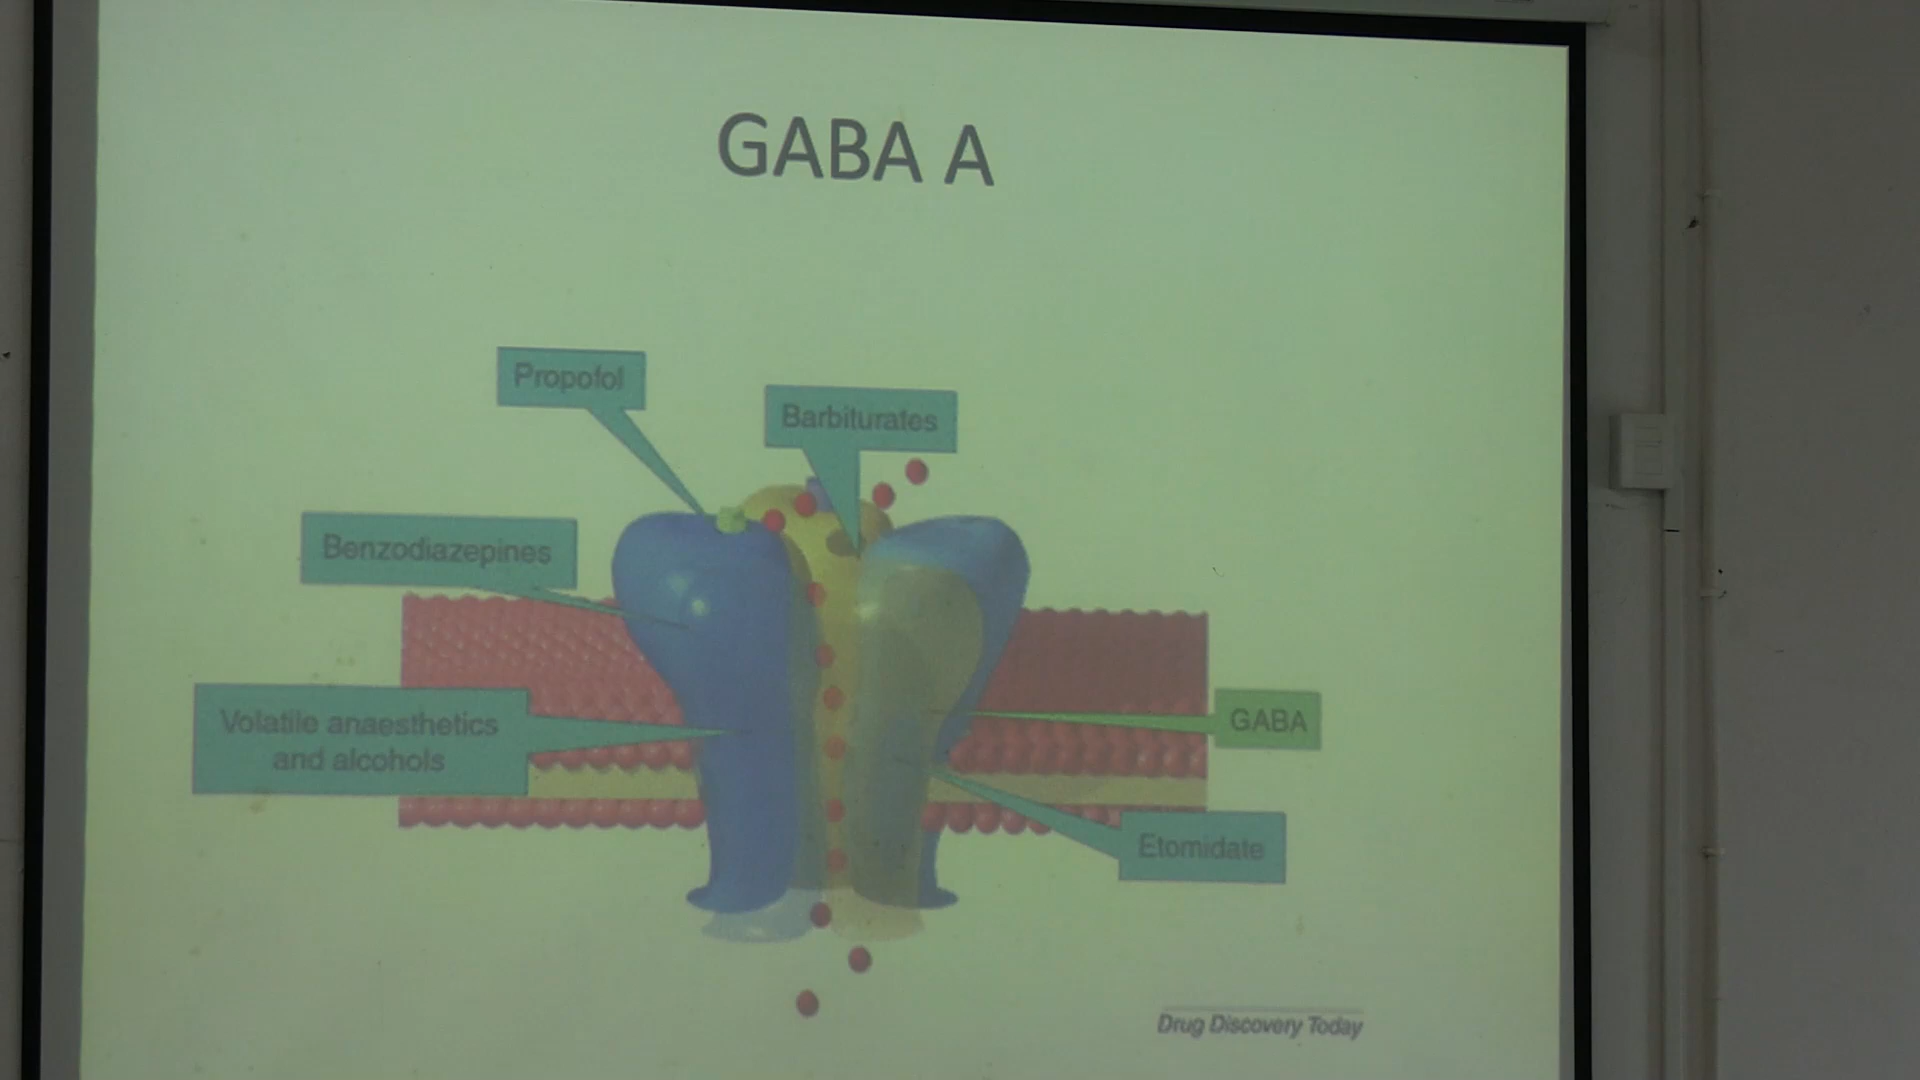 GABA A
Propofol
Barbiturates
Benzodiazepines
Volatile anaesthetics
and alcohols
GABA
Etomidate
Drug Discovery Today